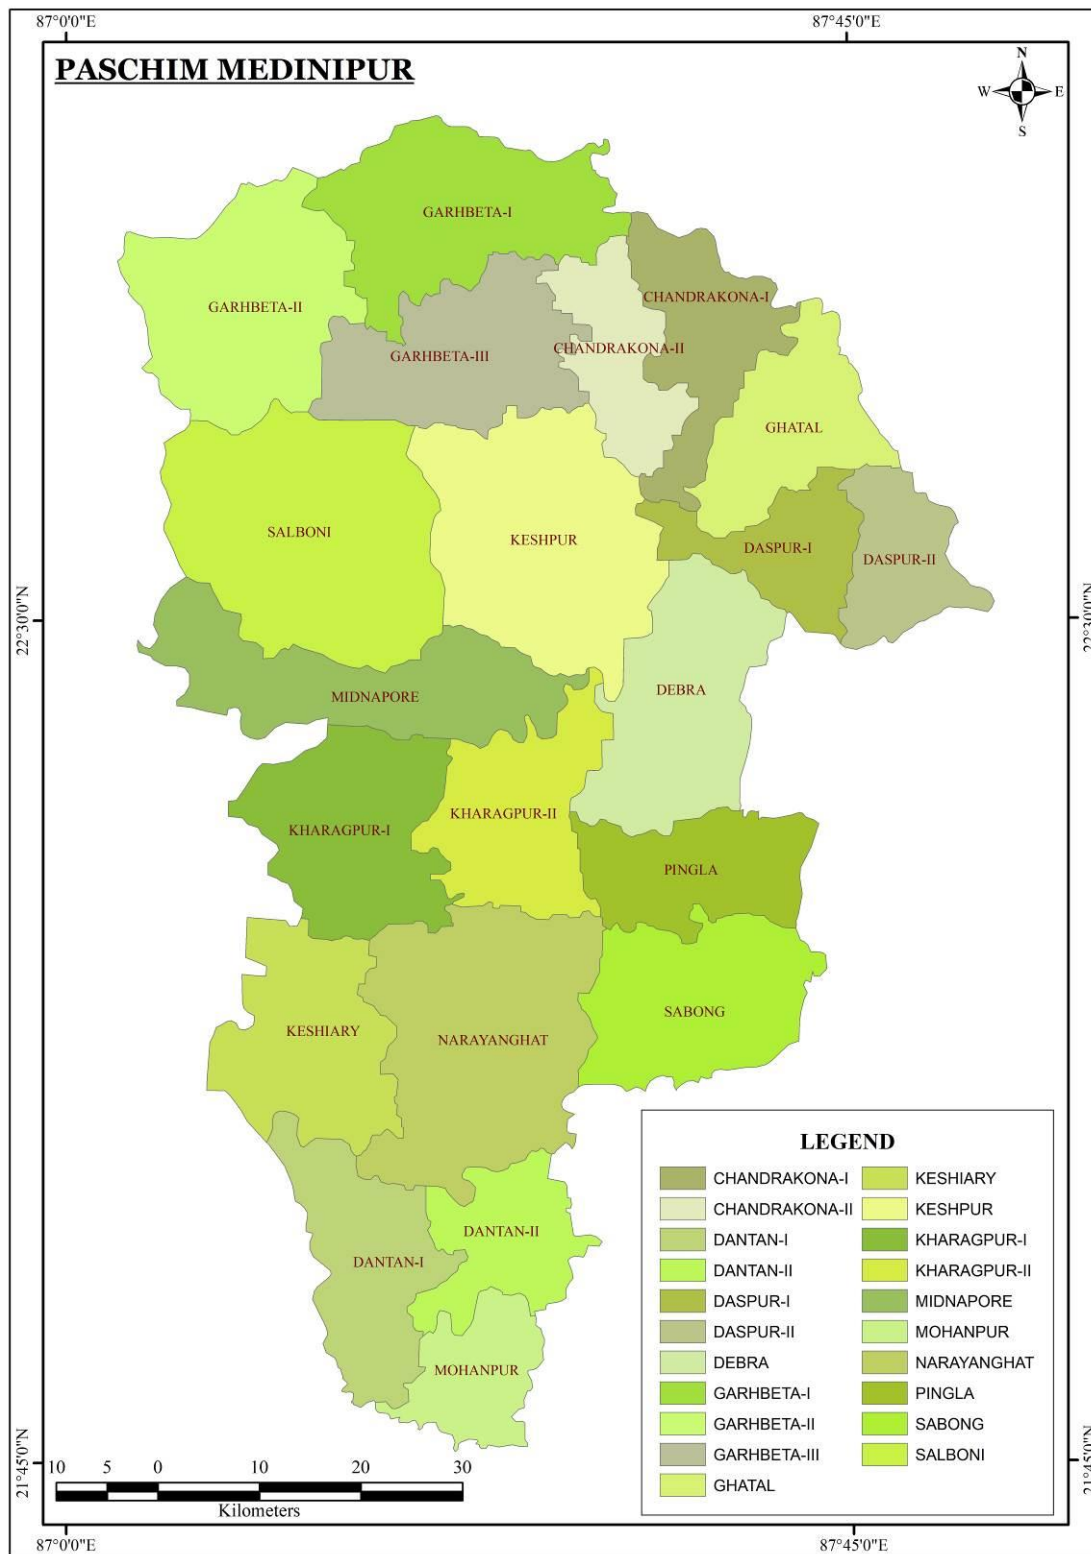 87°0'0"E
87°45'0"E
PASCHIM MEDINIPUR
N
W
E
S
GARHBETA-I
GARHBETA-II
CHANDRAKONA-I
CHANDRAKONA-II
GARHBETA-III
GHATAL
SALBONI
KESHPUR
DASPUR-I
DASPUR-II
22°30'0"N
22°30'0"N
MIDNAPORE
DEBRA
KHARAGPUR-I
KHARAGPUR-II
PINGLA
KESHIARY
NARAYANGHAT
SABONG
DANTAN-I
DANTAN-II
MOHANPUR
LEGEND
CHANDRAKONA-I
CHANDRAKONA-II
DANTAN-I
DANTAN-II
DASPUR-I
DASPUR-II
DEBRA
GARHBETA-I
GARHBETA-II
GARHBETA-III
GHATAL
KESHIARY
KESHPUR
KHARAGPUR-I
KHARAGPUR-II
MIDNAPORE
MOHANPUR
NARAYANGHAT
PINGLA
SABONG
SALBONI
21°45'0"N
21°45'0"N
10 5 0 10 20 30
Kilometers
87°0'0"E
87°45'0"E